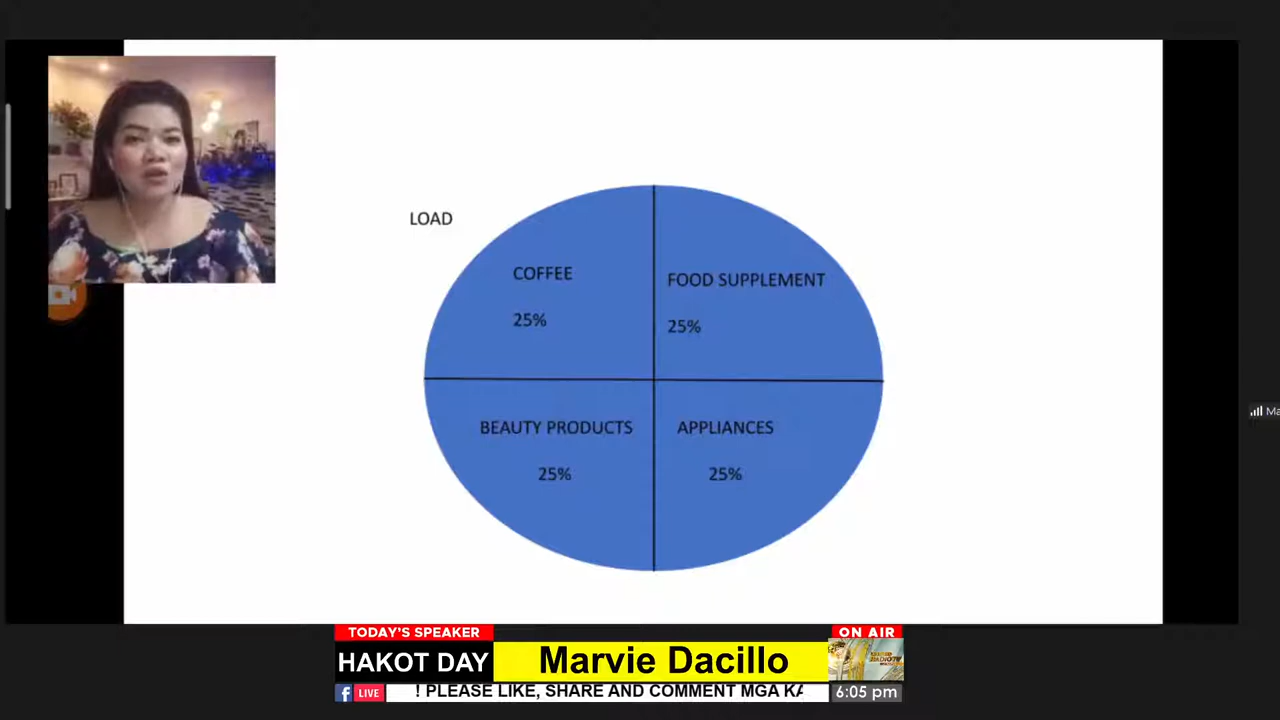 LOAD
COFFEE
25%
FOOD SUPPLEMENT
25%
BEAUTY PRODUCTS
25%
APPLIANCES
25%
TODAY'S SPEAKER
HAKOT DAY
Marvie Dacillo
ON AIR
LIVE
! PLEASE LIKE, SHARE AND COMMENT MGA KA
6:05 pm